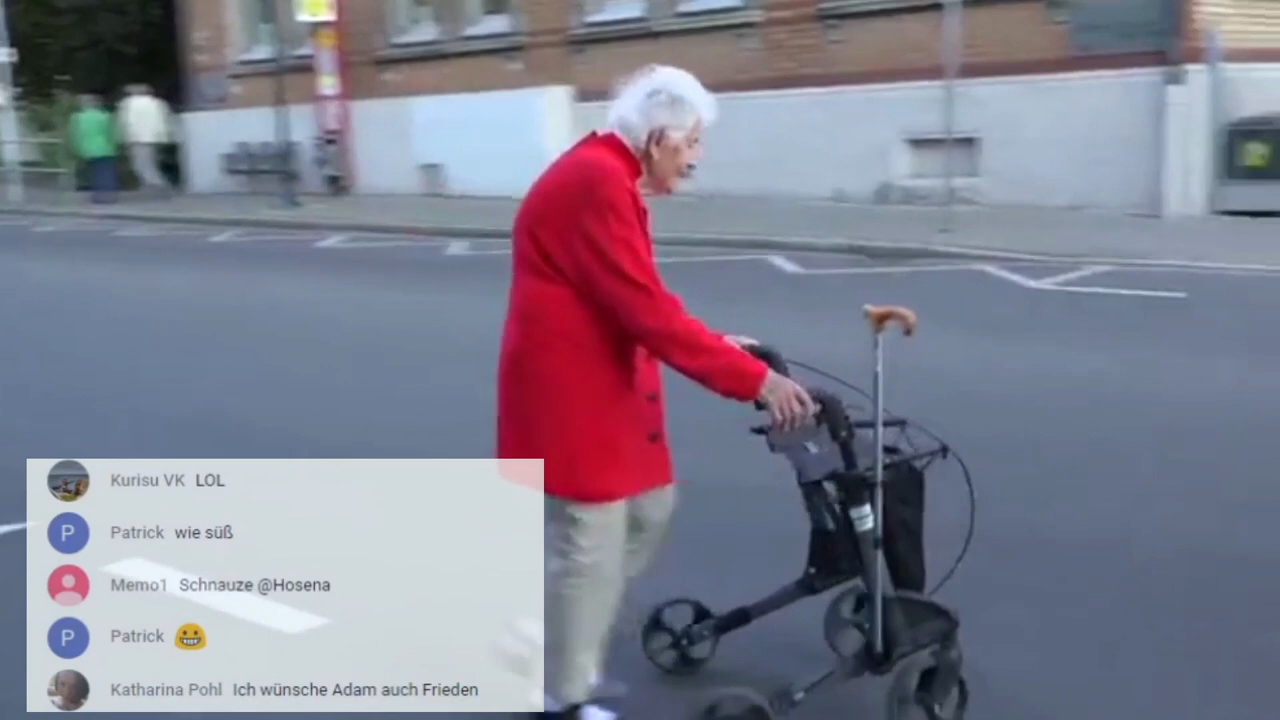 Kurisu VK LOL
P Patrick wie süß
Memo1 Schnauze @Hosena
P Patrick 😬
Katharina Pohl Ich wünsche Adam auch Frieden